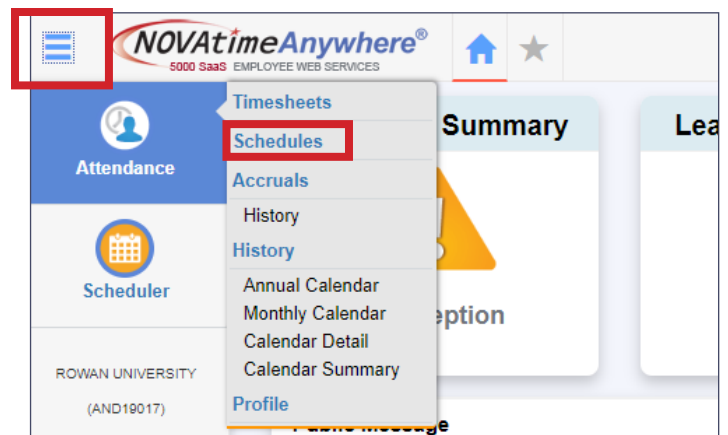 NOVAtimeAnywhere®
5000 SaaS EMPLOYEE WEB SERVICES
Attendance
Scheduler
ROWAN UNIVERSITY
(AND19017)
Timesheets
Schedules
Accruals
History
History
Annual Calendar
Monthly Calendar
Calendar Detail
Calendar Summary
Profile
Summary
eption
Lea
Public Message